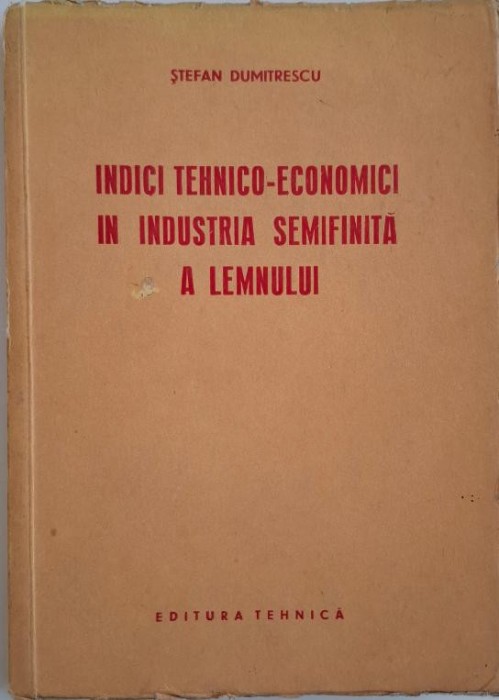 ŞTEFAN DUMITRESCU
INDICI TEHNICO-ECONOMICI
IN INDUSTRIA SEMIFINITĂ
A LEMNULUI
EDITURA TEHNICĂ